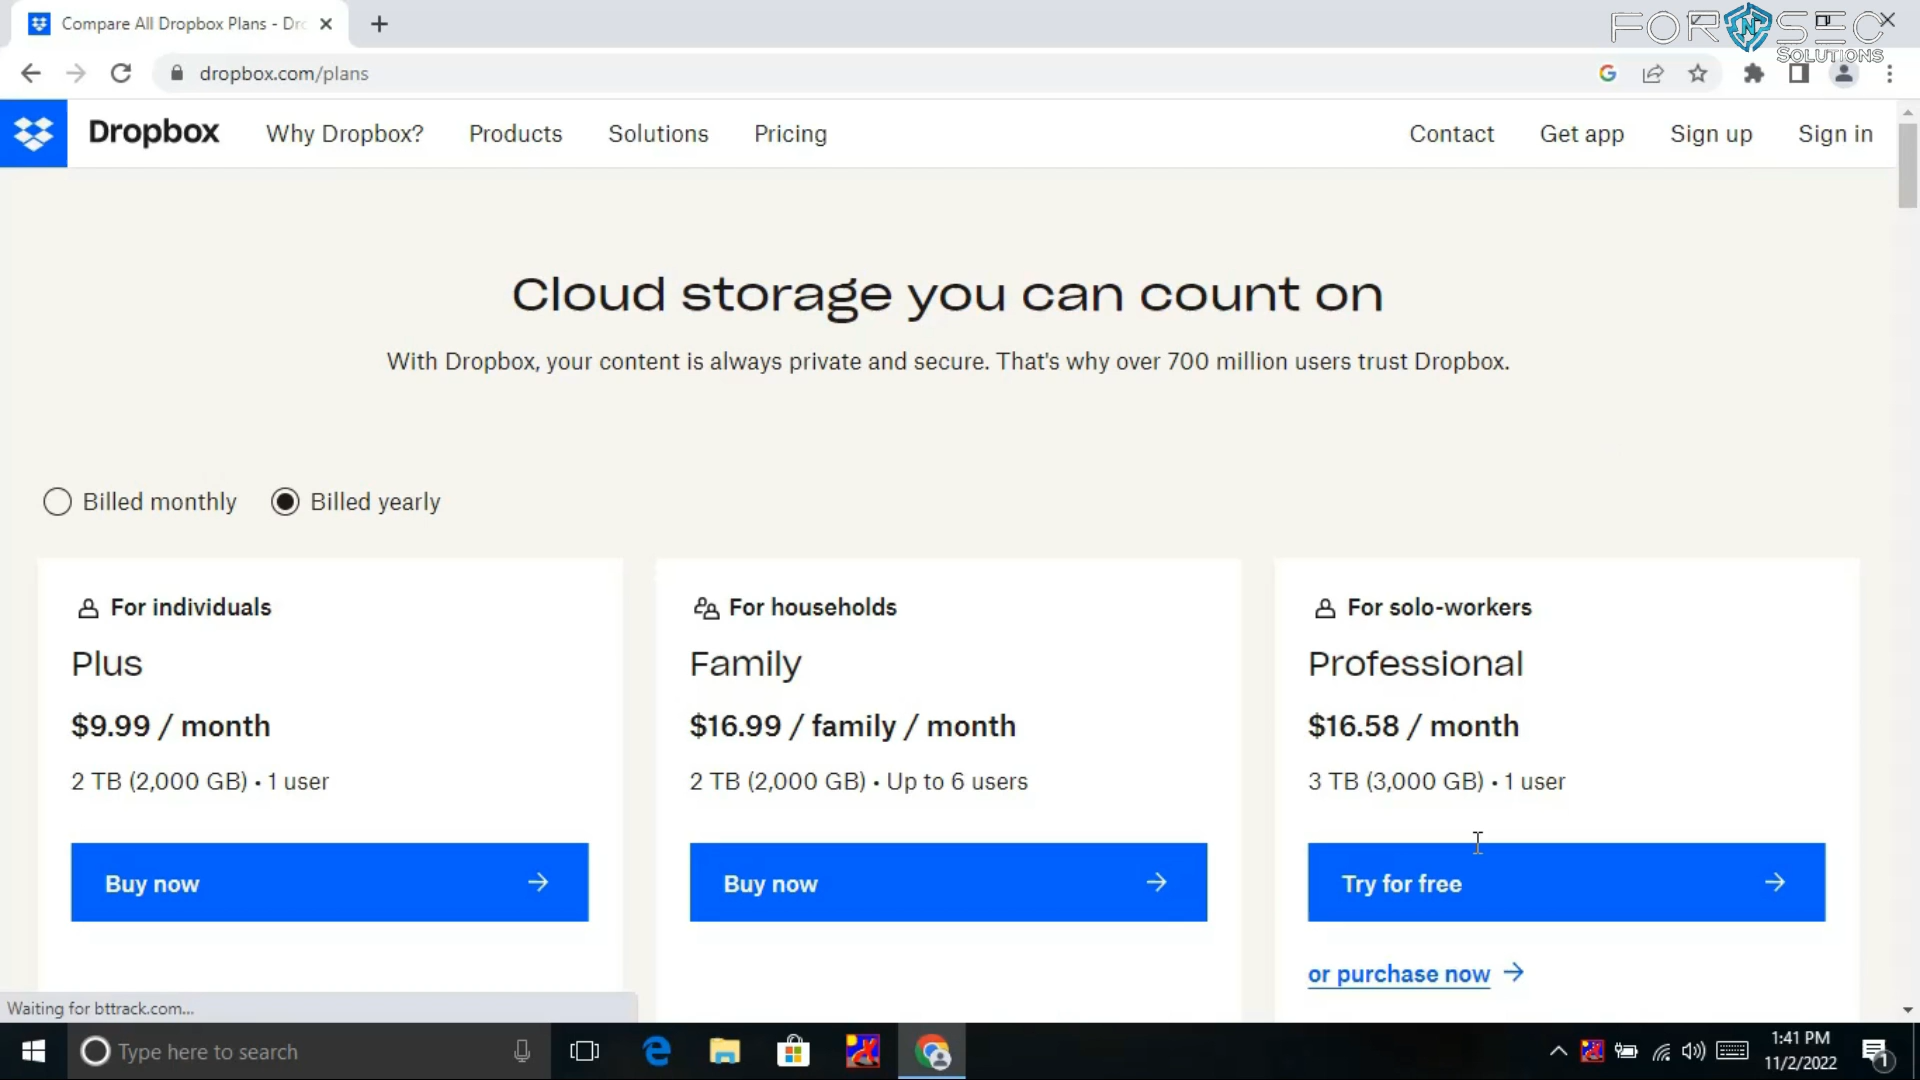 Compare All Dropbox Plans - Dro
FORNSEC
SOLUTIONS
dropbox.com/plans
Dropbox Why Dropbox? Products Solutions Pricing Contact Get app Sign up Sign in
Cloud storage you can count on
With Dropbox, your content is always private and secure. That's why over 700 million users trust Dropbox.
Billed monthly Billed yearly
For individuals
Plus
$9.99 / month
2 TB (2,000 GB) • 1 user
Buy now
For households
Family
$16.99 / family / month
2 TB (2,000 GB) • Up to 6 users
Buy now
For solo-workers
Professional
$16.58 / month
3 TB (3,000 GB) • 1 user
Try for free
or purchase now
Waiting for bttrack.com...
Type here to search
1:41 PM
11/2/2022
1